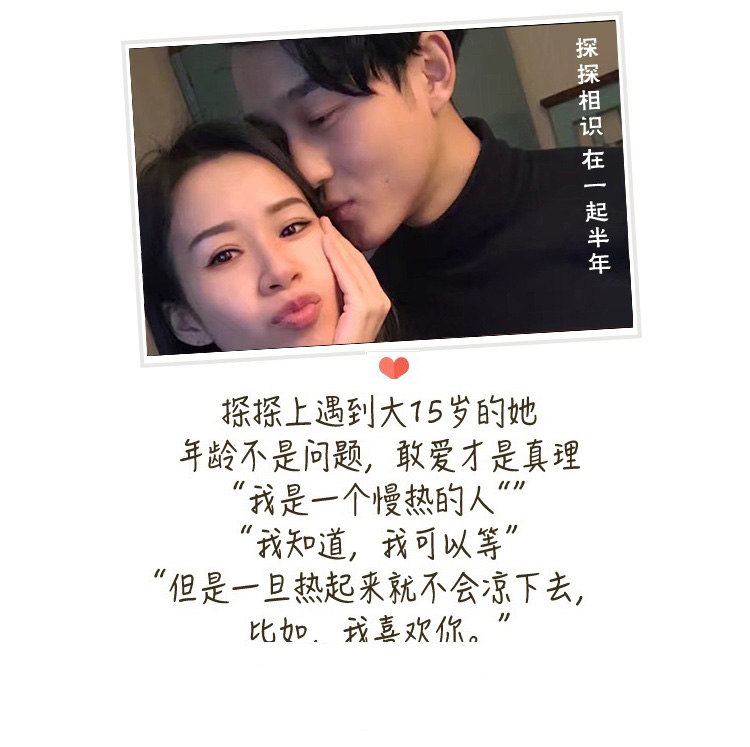 探探相识 在一起半年
探探上遇到大15岁的她
年龄不是问题，敢爱才是真理
“我是一个慢热的人“”
“我知道，我可以等”
“但是一旦热起来就不会凉下去，
比如，我喜欢你。”